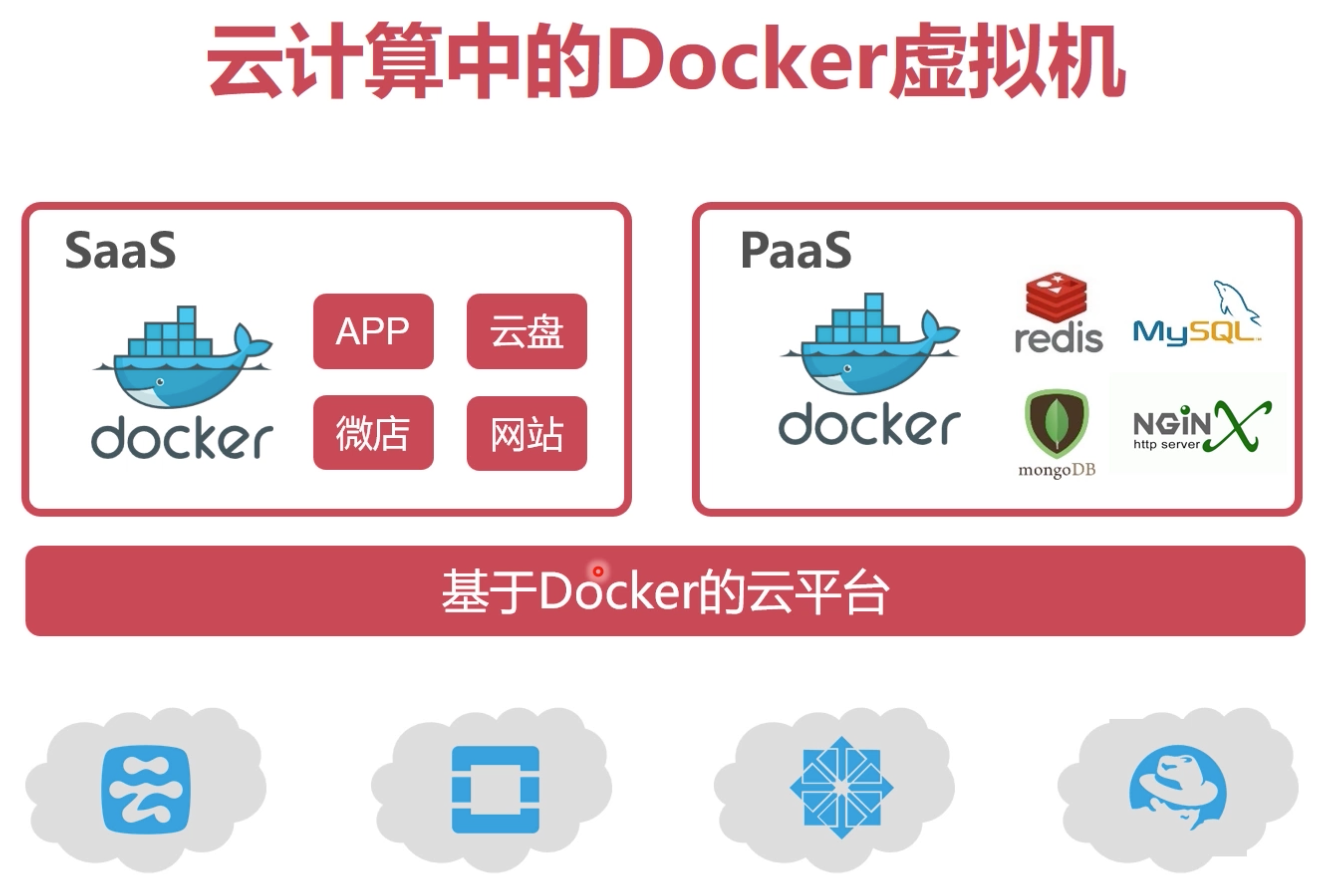 云计算中的Docker虚拟机
SaaS
docker
APP
云盘
微店
网站
PaaS
docker
redis
MySQL
mongoDB
NGiNX
http server
基于Docker的云平台
云